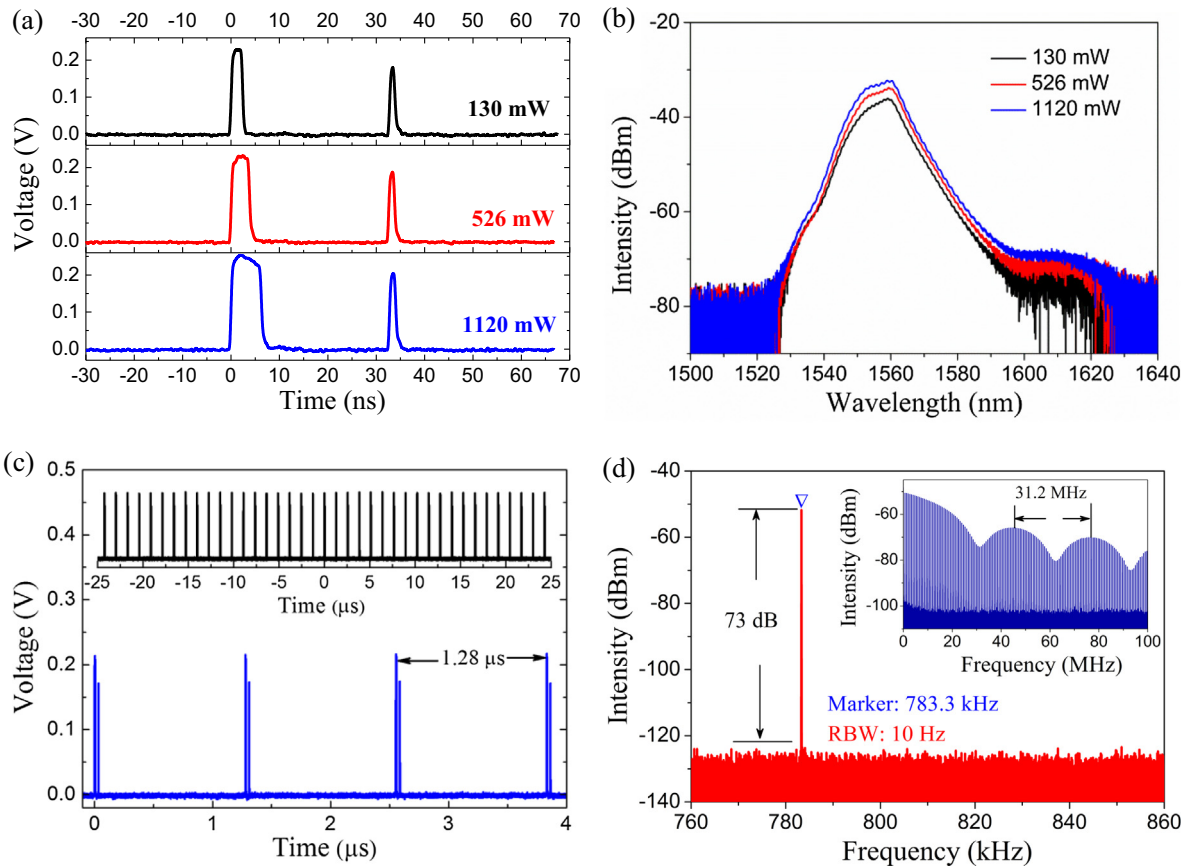 (a)
-30 -20 -10 0 10 20 30 40 50 60 70
0.2
0.1
0.0
130 mW
0.2
0.1
0.0
526 mW
0.2
0.1
0.0
1120 mW
Voltage (V)
-30 -20 -10 0 10 20 30 40 50 60 70
Time (ns)
(b)
-20
-40
-60
-80
Intensity (dBm)
130 mW
526 mW
1120 mW
1500 1520 1540 1560 1580 1600 1620 1640
Wavelength (nm)
(c)
0.5
0.4
0.3
0.2
0.1
0.0
Voltage (V)
-25 -20 -15 -10 -5 0 5 10 15 20 25
Time (μs)
1.28 μs
0 1 2 3 4
Time (μs)
(d)
-40
-60
-80
-100
-120
-140
Intensity (dBm)
73 dB
-60
-80
-100
Intensity (dBm)
31.2 MHz
0 20 40 60 80 100
Frequency (MHz)
Marker: 783.3 kHz
RBW: 10 Hz
760 780 800 820 840 860
Frequency (kHz)